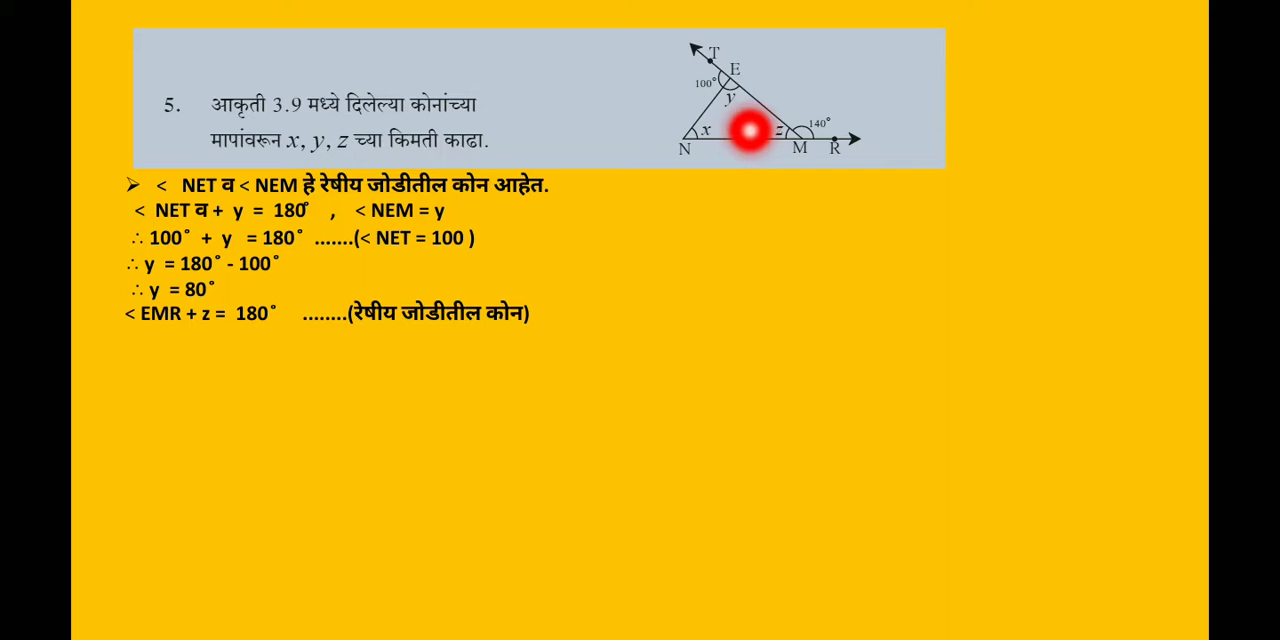 5. आकृती 3.9 मध्ये दिलेल्या कोनांच्या
मापांवरून x, y, z च्या किमती काढा.
T
E
100°
y
x
z
140°
N
M
R
➢ < NET व < NEM हे रेषीय जोडीतील कोन आहेत.
< NET व + y = 180° , < NEM = y
∴ 100° + y = 180° .......(< NET = 100 )
∴ y = 180° - 100°
∴ y = 80°
< EMR + z = 180° ........(रेषीय जोडीतील कोन)